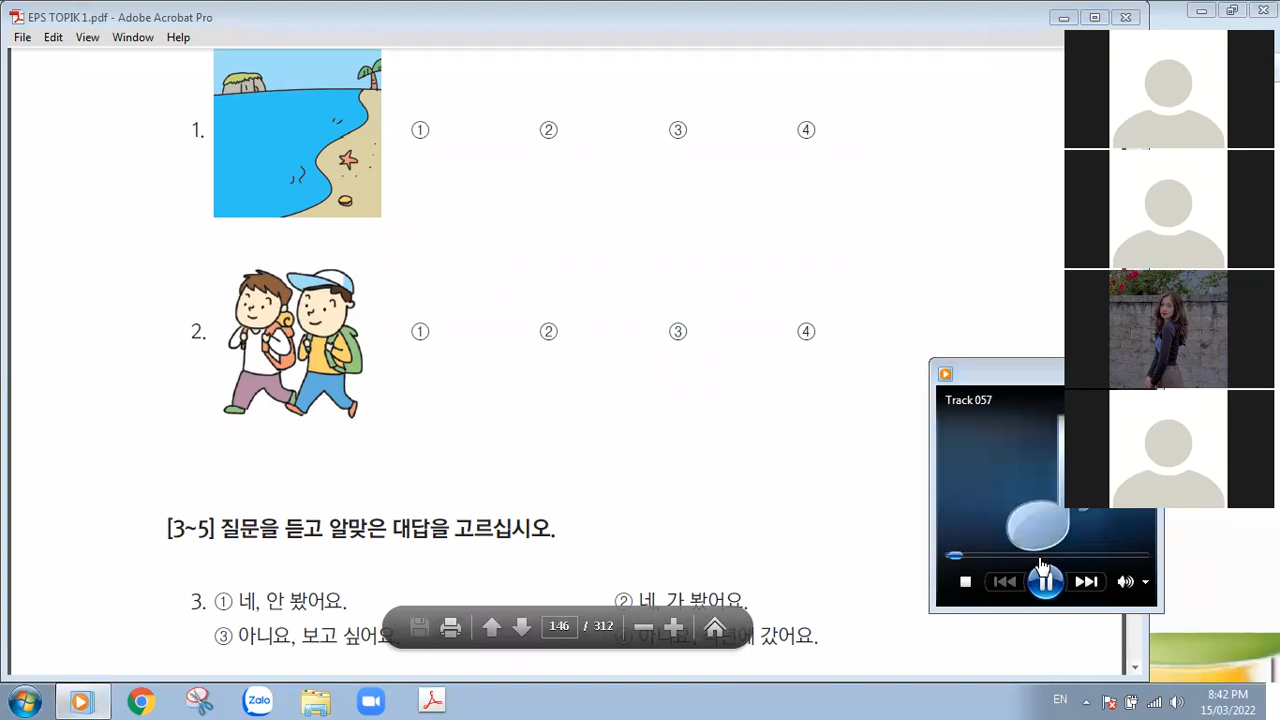 EPS TOPIK 1.pdf - Adobe Acrobat Pro
File Edit View Window Help
1. ① ② ③ ④
2. ① ② ③ ④
Track 057
[3~5] 질문을 듣고 알맞은 대답을 고르십시오.
3. ① 네, 안 봤어요. ② 네, 가 봤어요.
③ 아니요, 보고 싶어요. 갔어요.
146 / 312
Zalo
EN
8:42 PM
15/03/2022